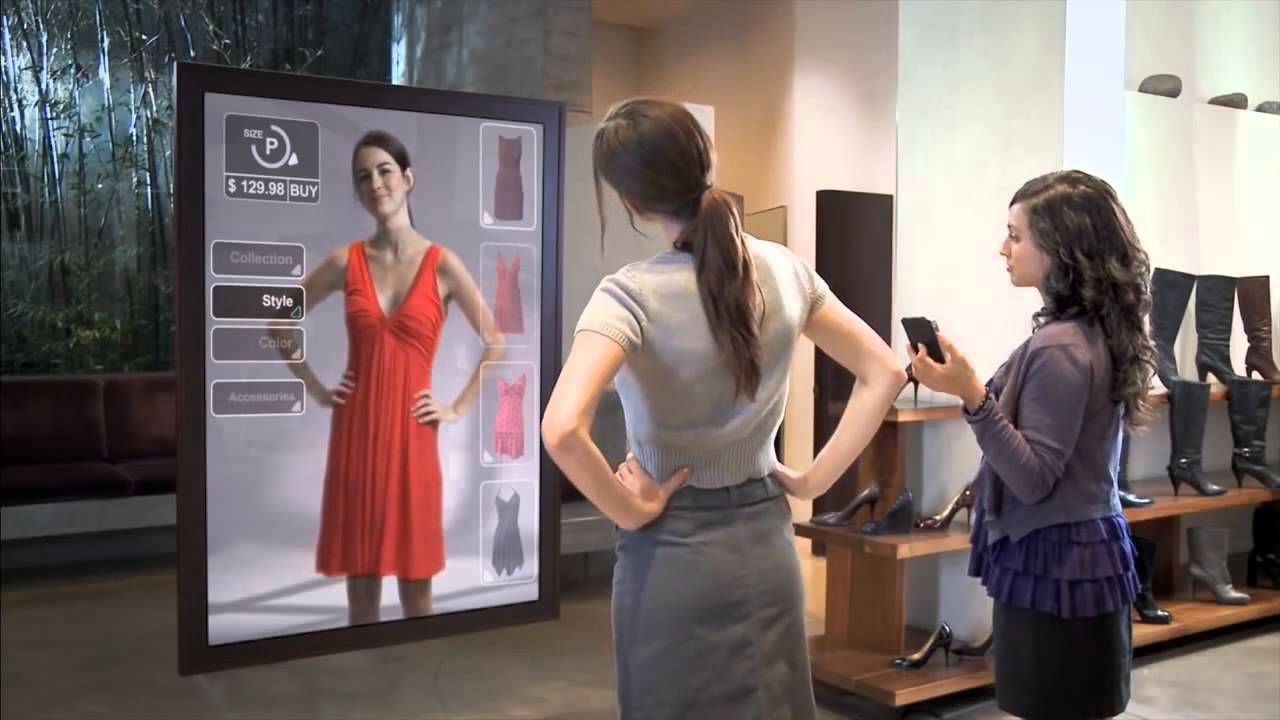 SIZE
P
$ 129.98 BUY
Collection
Style
Color
Accessories